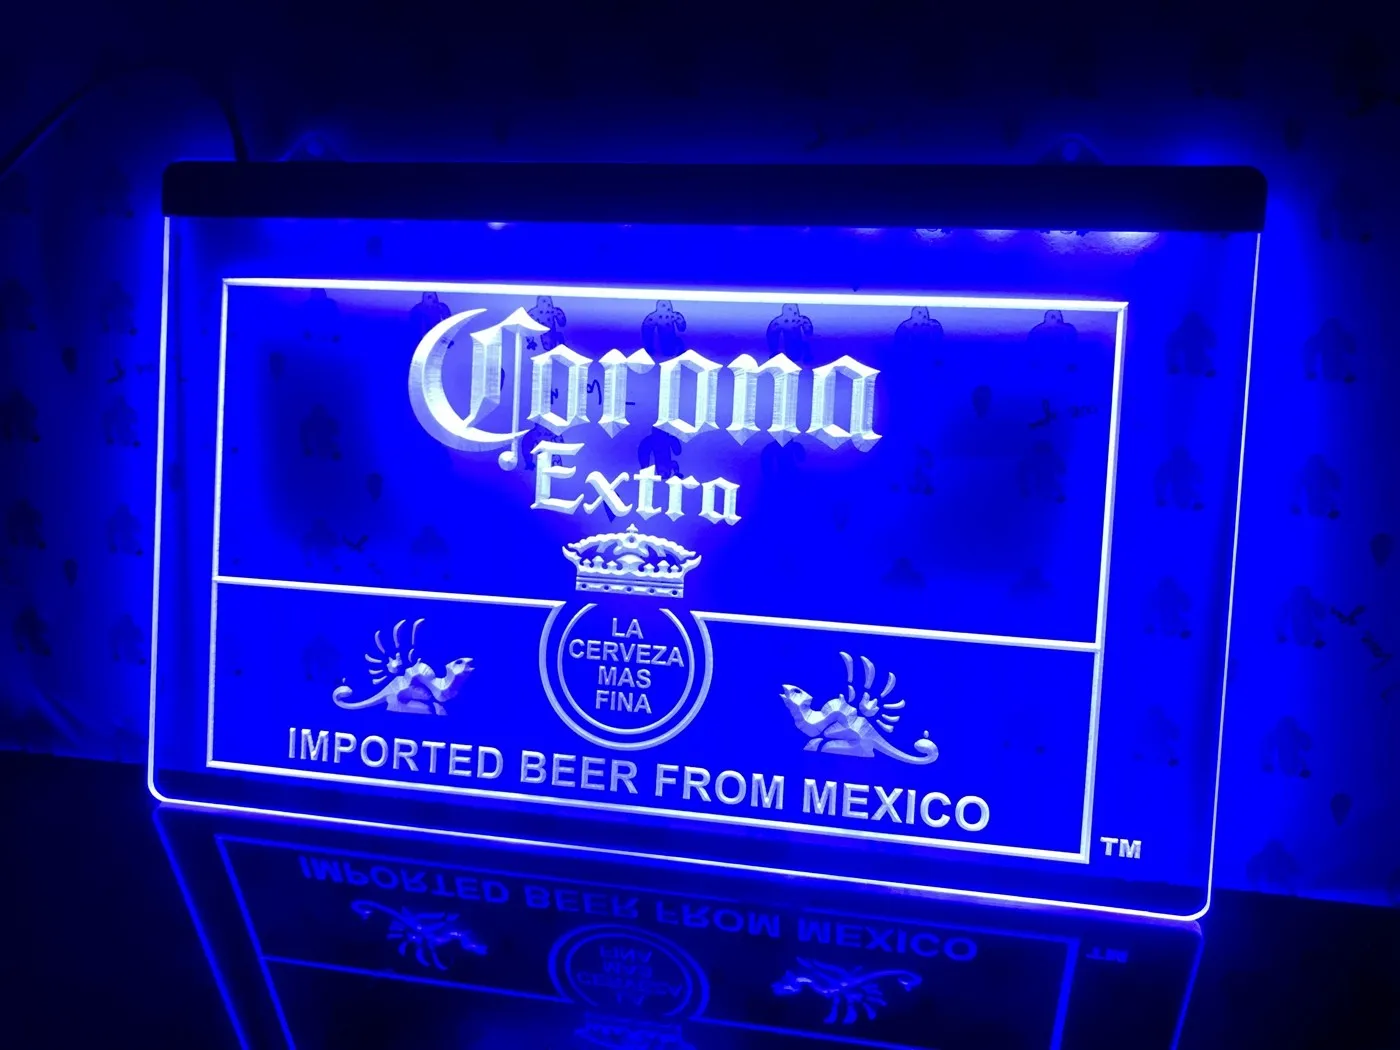 Corona
Extra
LA
CERVEZA
MAS
FINA
IMPORTED BEER FROM MEXICO
TM